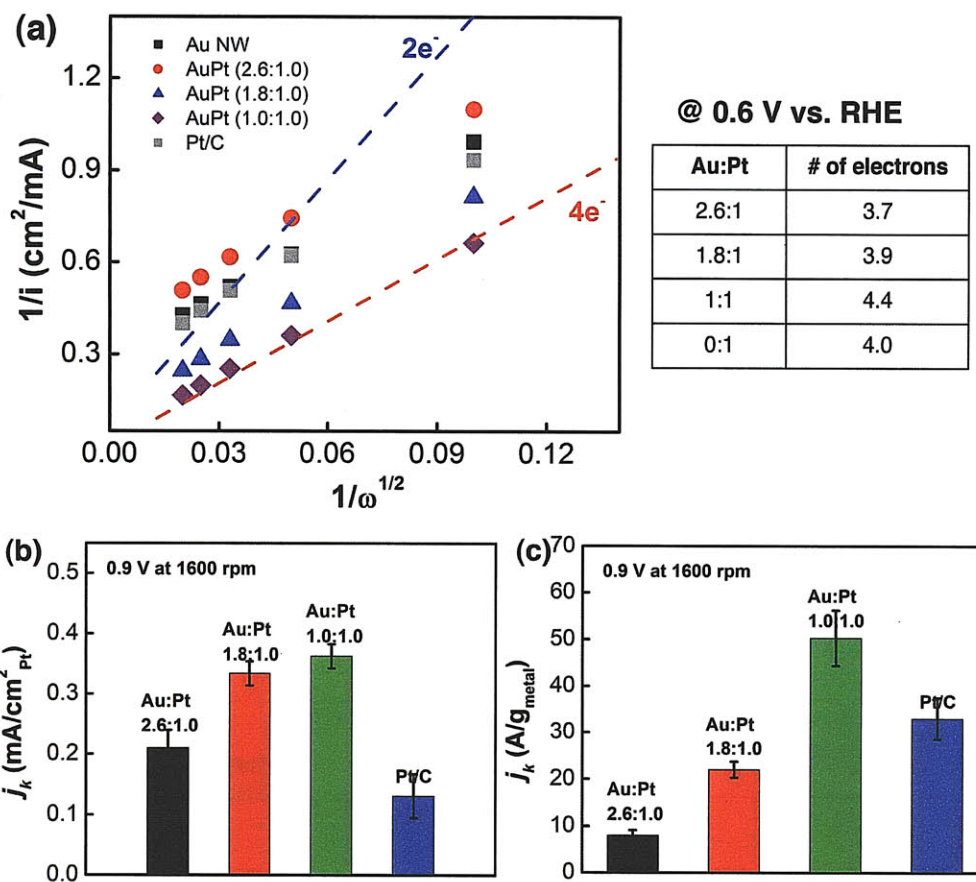 (a)
Au NW
AuPt (2.6:1.0)
AuPt (1.8:1.0)
AuPt (1.0:1.0)
Pt/C
2e⁻
4e⁻
1.2
0.9
0.6
0.3
0.00 0.03 0.06 0.09 0.12
1/i (cm²/mA)
1/ω^1/2
@ 0.6 V vs. RHE
Au:Pt # of electrons
2.6:1 3.7
1.8:1 3.9
1:1 4.4
0:1 4.0
(b)
0.9 V at 1600 rpm
0.5
0.4
0.3
0.2
0.1
0.0
j_k (mA/cm²_Pt)
Au:Pt
2.6:1.0
Au:Pt
1.8:1.0
Au:Pt
1.0:1.0
Pt/C
(c)
0.9 V at 1600 rpm
70
60
50
40
30
20
10
0
j_k (A/g_metal)
Au:Pt
2.6:1.0
Au:Pt
1.8:1.0
Au:Pt
1.0:1.0
Pt/C